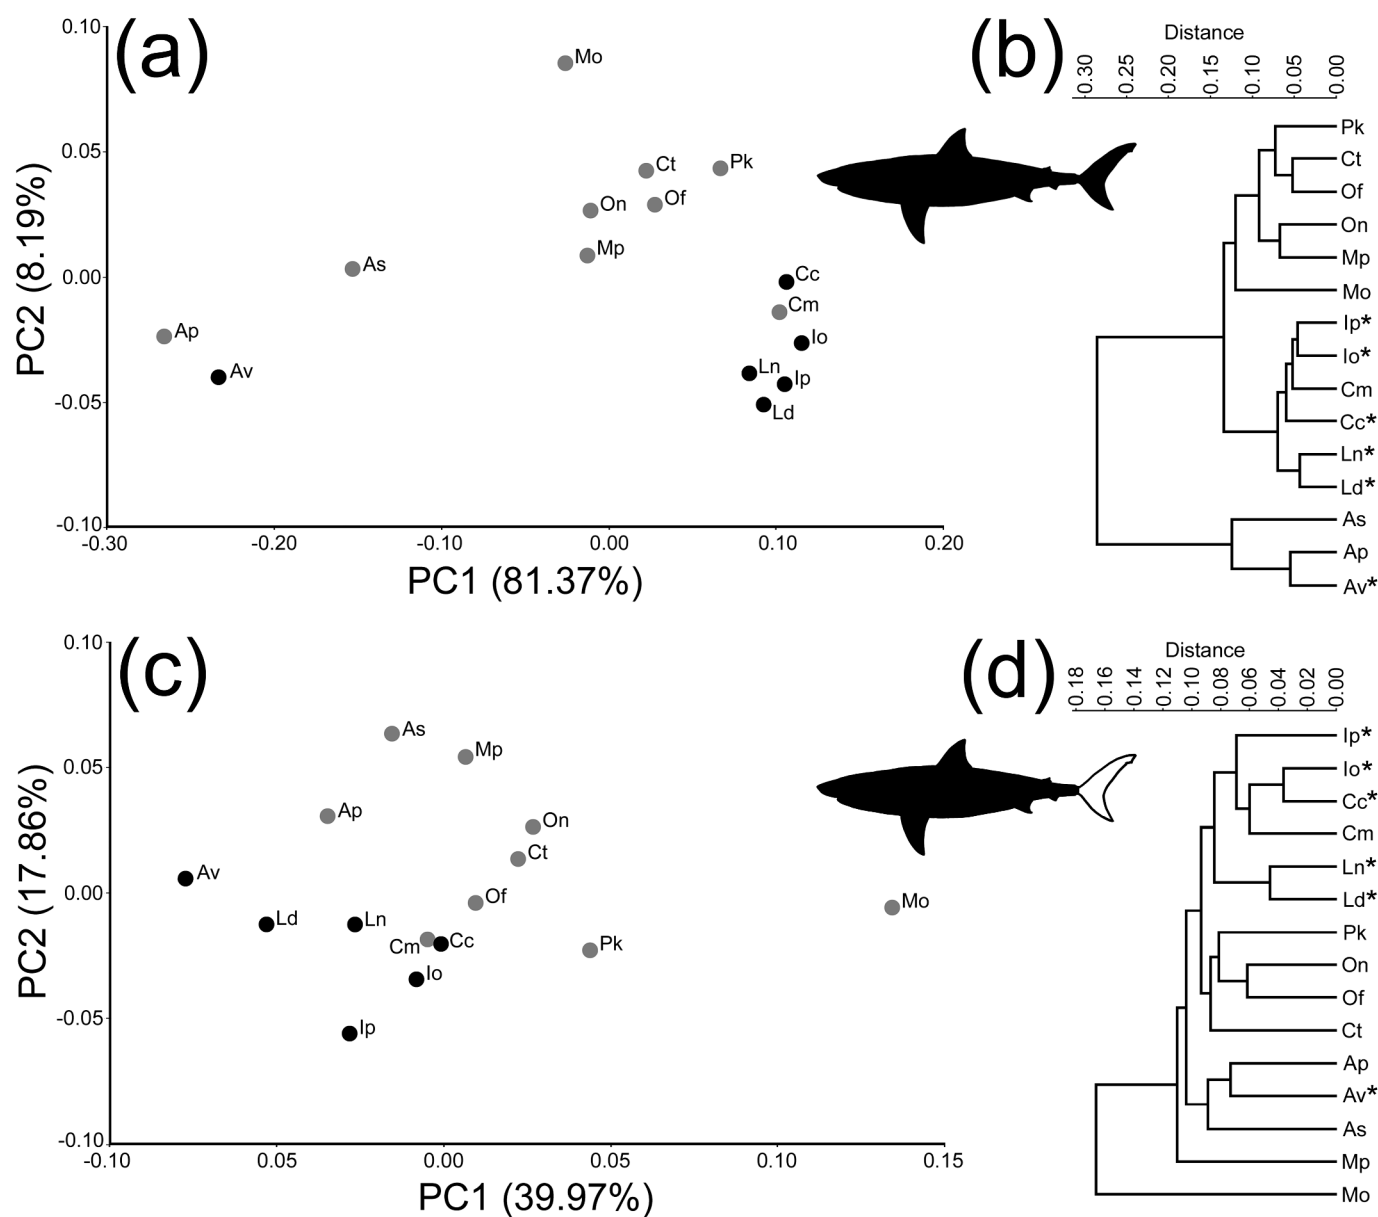 (a)
0.10
0.05
0.00
-0.05
-0.10
PC2 (8.19%)
Mo
Ct
Pk
On
Of
Mp
As
Cc
Cm
Ap
Io
Av
Ln
Ip
Ld
-0.30
-0.20
-0.10
0.00
0.10
0.20
PC1 (81.37%)
(b)
Distance
0.30
0.25
0.20
0.15
0.10
0.05
0.00
Pk
Ct
Of
On
Mp
Mo
Ip*
Io*
Cm
Cc*
Ln*
Ld*
As
Ap
Av*
(c)
0.10
0.05
0.00
-0.05
-0.10
PC2 (17.86%)
As
Mp
Ap
On
Ct
Av
Of
Mo
Ld
Ln
Cm
Cc
Pk
Io
Ip
-0.10
0.05
0.00
0.05
0.10
0.15
PC1 (39.97%)
(d)
Distance
0.18
0.16
0.14
0.12
0.10
0.08
0.06
0.04
0.02
0.00
Ip*
Io*
Cc*
Cm
Ln*
Ld*
Pk
On
Of
Ct
Ap
Av*
As
Mp
Mo